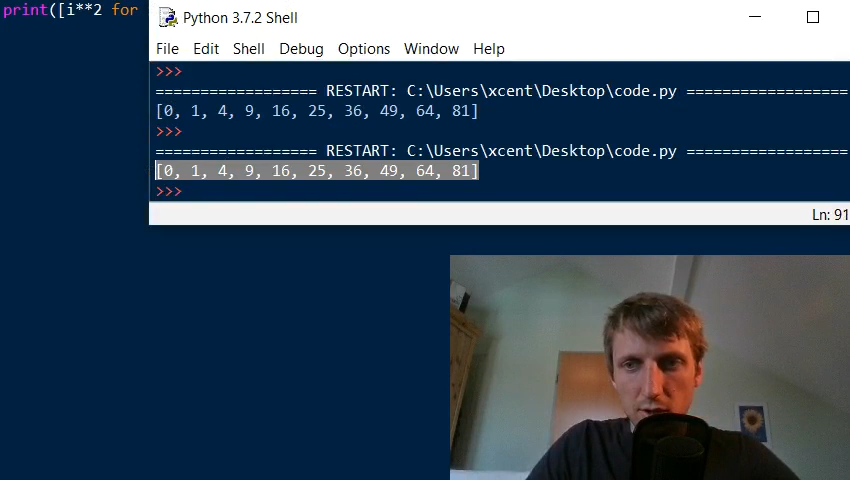 print([i**2 for
Python 3.7.2 Shell
File Edit Shell Debug Options Window Help
>>>
================== RESTART: C:\Users\xcent\Desktop\code.py ==================
[0, 1, 4, 9, 16, 25, 36, 49, 64, 81]
>>>
================== RESTART: C:\Users\xcent\Desktop\code.py ==================
[0, 1, 4, 9, 16, 25, 36, 49, 64, 81]
>>>
Ln: 91